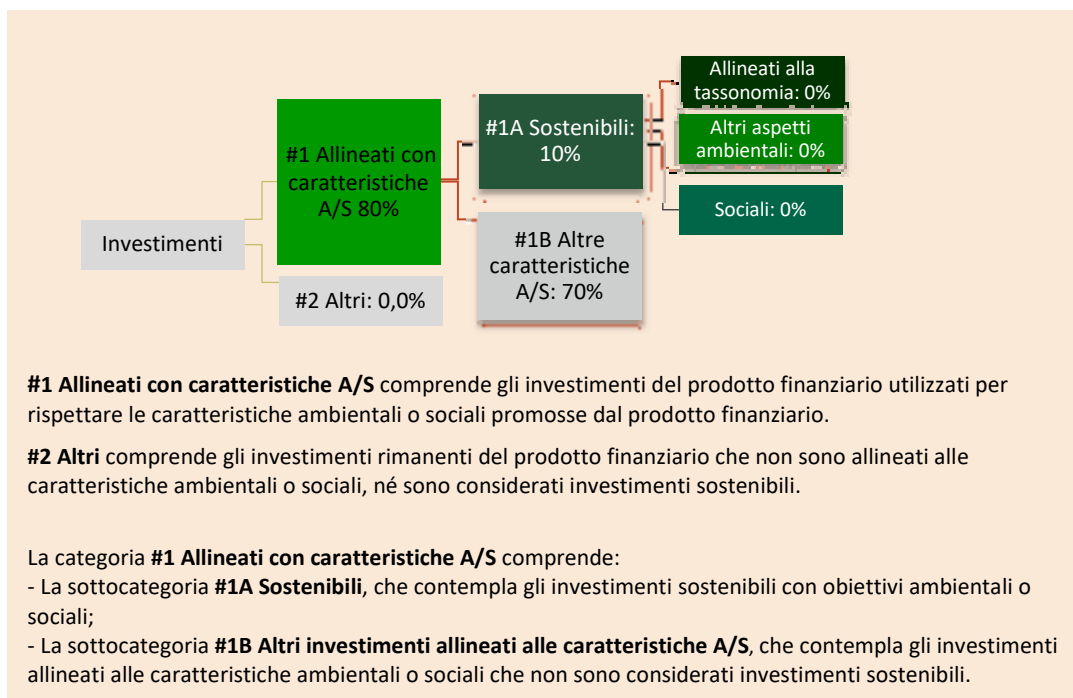 Investimenti
#1 Allineati con
caratteristiche
A/S 80%
#2 Altri: 0,0%
#1A Sostenibili:
10%
#1B Altre
caratteristiche
A/S: 70%
Allineati alla
tassonomia: 0%
Altri aspetti
ambientali: 0%
Sociali: 0%
#1 Allineati con caratteristiche A/S comprende gli investimenti del prodotto finanziario utilizzati per
rispettare le caratteristiche ambientali o sociali promosse dal prodotto finanziario.
#2 Altri comprende gli investimenti rimanenti del prodotto finanziario che non sono allineati alle
caratteristiche ambientali o sociali, né sono considerati investimenti sostenibili.
La categoria #1 Allineati con caratteristiche A/S comprende:
- La sottocategoria #1A Sostenibili, che contempla gli investimenti sostenibili con obiettivi ambientali o
sociali;
- La sottocategoria #1B Altri investimenti allineati alle caratteristiche A/S, che contempla gli investimenti
allineati alle caratteristiche ambientali o sociali che non sono considerati investimenti sostenibili.